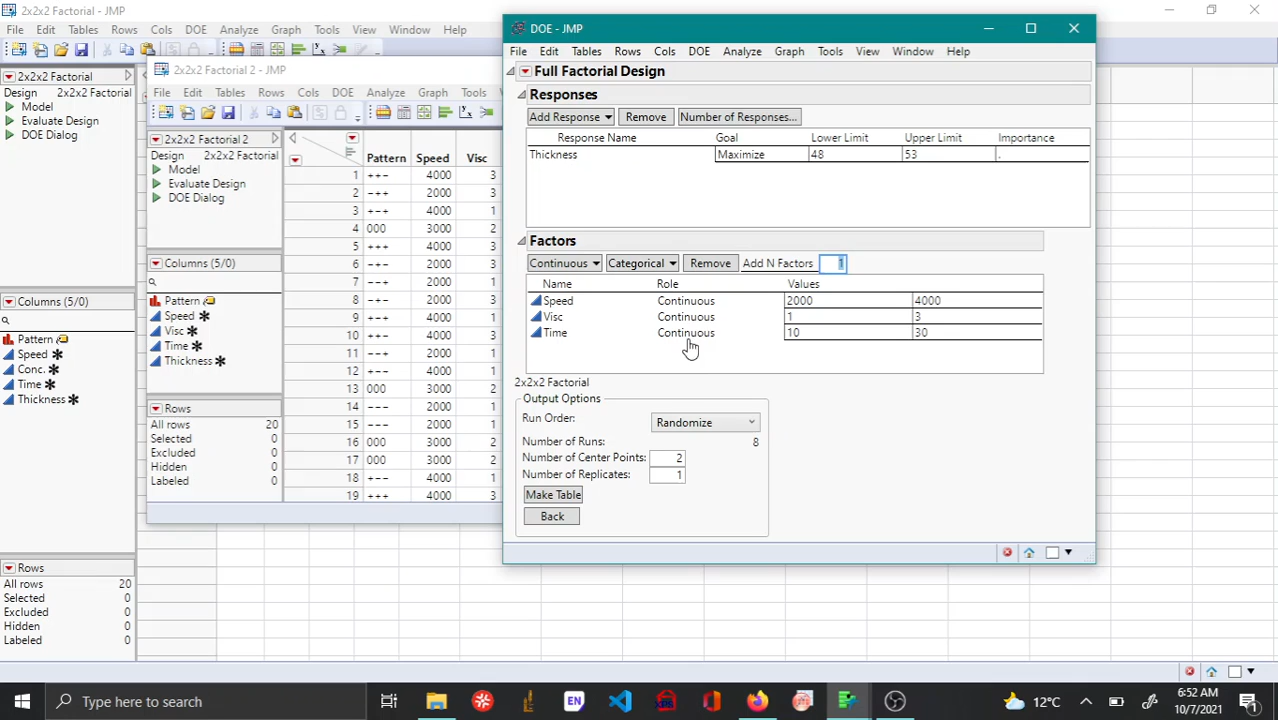 2x2x2 Factorial - JMP
File Edit Tables Rows Cols DOE Analyze Graph Tools View Window Help
2x2x2 Factorial
Design 2x2x2 Factorial
Model
Evaluate Design
DOE Dialog
Columns (5/0)
Pattern
Speed
Conc.
Time
Thickness
Rows
All rows 20
Selected 0
Excluded 0
Hidden 0
Labeled 0
2x2x2 Factorial 2 - JMP
File Edit Tables Rows Cols DOE Analyze Graph Tools
2x2x2 Factorial
Design 2x2x2 Factorial
Model
Evaluate Design
DOE Dialog
Columns (5/0)
Pattern
Speed
Visc
Time
Thickness
Rows
All rows 20
Selected 0
Excluded 0
Hidden 0
Labeled 0
Pattern Speed Visc
1 ++− 4000 3
2 −++ 2000 3
3 +−+ 4000 1
4 000 3000 2
5 +++ 4000 3
6 −+− 2000 3
7 −−+ 2000 1
8 −++ 2000 3
9 +−+ 4000 1
10 ++− 4000 3
11 −−+ 2000 1
12 +−− 4000 1
13 000 3000 2
14 −−− 2000 1
15 −−− 2000 1
16 000 3000 2
17 000 3000 2
18 +−− 4000 1
19 +++ 4000 3
DOE - JMP
File Edit Tables Rows Cols DOE Analyze Graph Tools View Window Help
Full Factorial Design
Responses
Add Response Remove Number of Responses...
Response Name Goal Lower Limit Upper Limit Importance
Thickness Maximize 48 53 .
Factors
Continuous Categorical Remove Add N Factors 1
Name Role Values
Speed Continuous 2000 4000
Visc Continuous 1 3
Time Continuous 10 30
2x2x2 Factorial
Output Options
Run Order: Randomize
Number of Runs: 8
Number of Center Points: 2
Number of Replicates: 1
Make Table
Back
Type here to search
EN
12°C
6:52 AM
10/7/2021
1